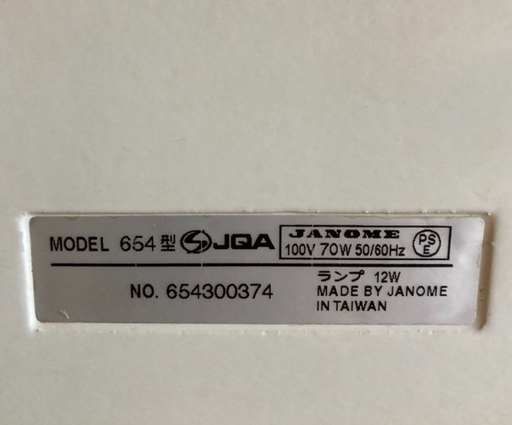 MODEL 654型 JQA JANOME
100V 70W 50/60Hz PS E
NO. 654300374
ランプ 12W
MADE BY JANOME
IN TAIWAN